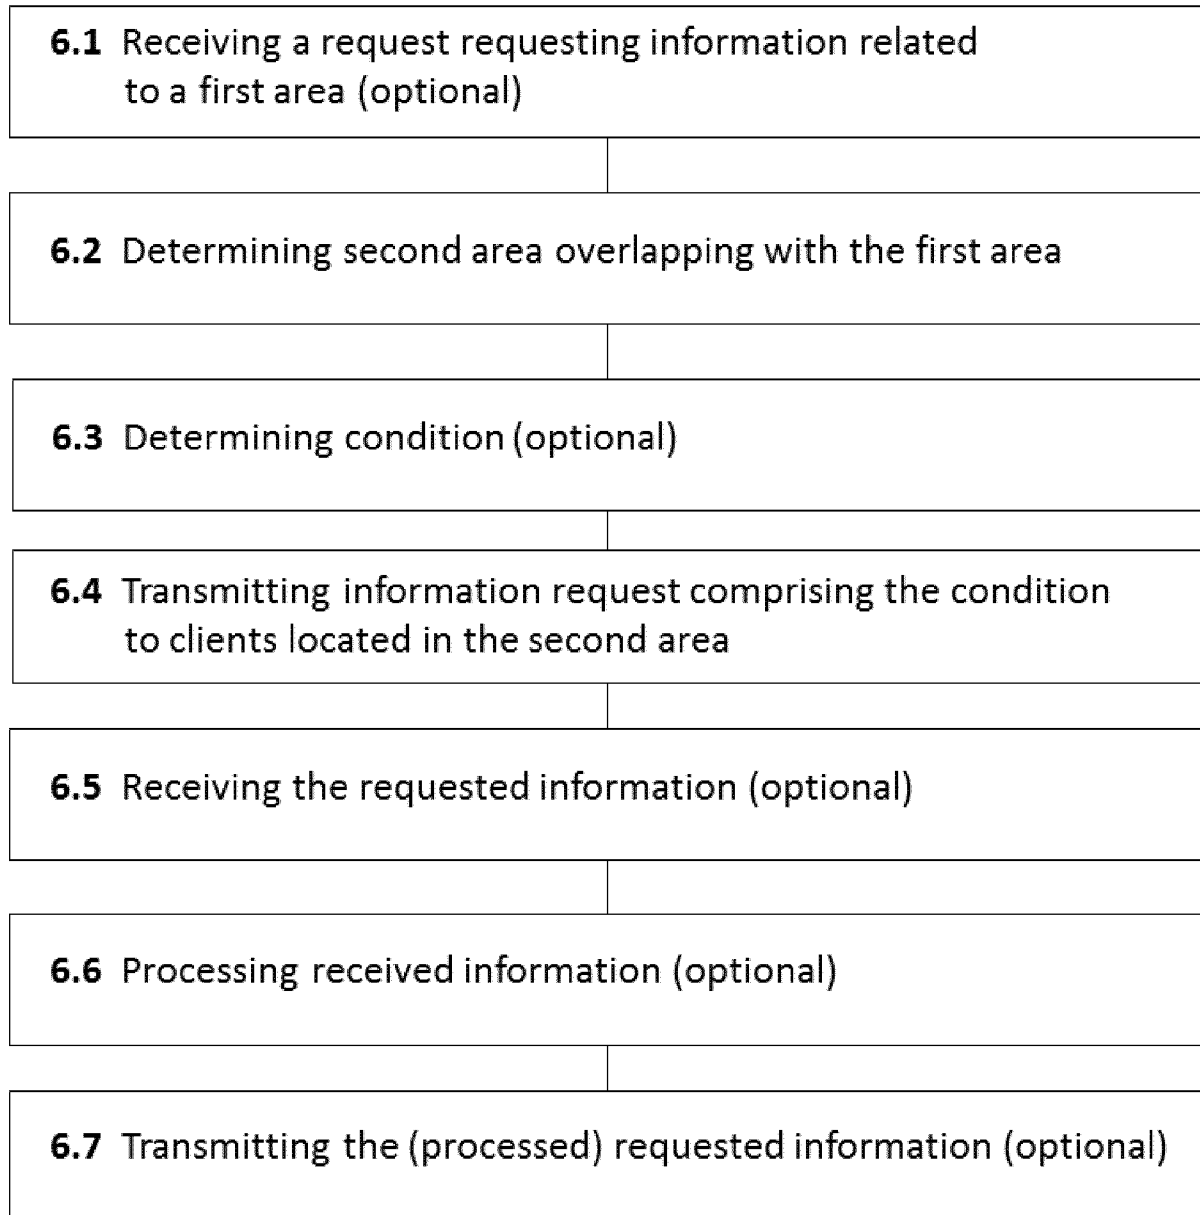 6.1 Receiving a request requesting information related
to a first area (optional)
6.2 Determining second area overlapping with the first area
6.3 Determining condition (optional)
6.4 Transmitting information request comprising the condition
to clients located in the second area
6.5 Receiving the requested information (optional)
6.6 Processing received information (optional)
6.7 Transmitting the (processed) requested information (optional)